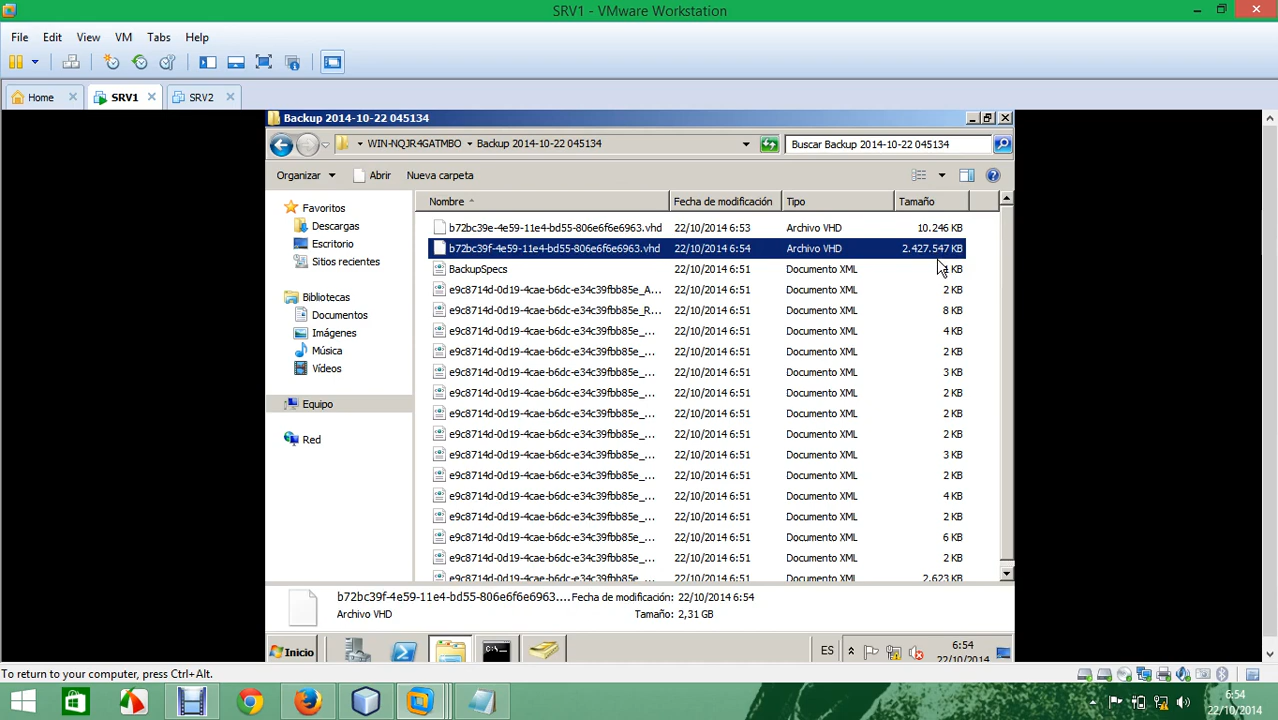 SRV1 - VMware Workstation
File Edit View VM Tabs Help
Home SRV1 SRV2
Backup 2014-10-22 045134
WIN-NQJR4GATMBO Backup 2014-10-22 045134 Buscar Backup 2014-10-22 045134
Organizar Abrir Nueva carpeta
Favoritos
Descargas
Escritorio
Sitios recientes
Bibliotecas
Documentos
Imágenes
Música
Vídeos
Equipo
Red
Nombre Fecha de modificación Tipo Tamaño
b72bc39e-4e59-11e4-bd55-806e6f6e6963.vhd 22/10/2014 6:53 Archivo VHD 10.246 KB
b72bc39f-4e59-11e4-bd55-806e6f6e6963.vhd 22/10/2014 6:54 Archivo VHD 2.427.547 KB
BackupSpecs 22/10/2014 6:51 Documento XML KB
e9c8714d-0d19-4cae-b6dc-e34c39fbb85e_A... 22/10/2014 6:51 Documento XML 2 KB
e9c8714d-0d19-4cae-b6dc-e34c39fbb85e_R... 22/10/2014 6:51 Documento XML 8 KB
e9c8714d-0d19-4cae-b6dc-e34c39fbb85e_... 22/10/2014 6:51 Documento XML 4 KB
e9c8714d-0d19-4cae-b6dc-e34c39fbb85e_... 22/10/2014 6:51 Documento XML 2 KB
e9c8714d-0d19-4cae-b6dc-e34c39fbb85e_... 22/10/2014 6:51 Documento XML 3 KB
e9c8714d-0d19-4cae-b6dc-e34c39fbb85e_... 22/10/2014 6:51 Documento XML 2 KB
e9c8714d-0d19-4cae-b6dc-e34c39fbb85e_... 22/10/2014 6:51 Documento XML 2 KB
e9c8714d-0d19-4cae-b6dc-e34c39fbb85e_... 22/10/2014 6:51 Documento XML 2 KB
e9c8714d-0d19-4cae-b6dc-e34c39fbb85e_... 22/10/2014 6:51 Documento XML 3 KB
e9c8714d-0d19-4cae-b6dc-e34c39fbb85e_... 22/10/2014 6:51 Documento XML 2 KB
e9c8714d-0d19-4cae-b6dc-e34c39fbb85e_... 22/10/2014 6:51 Documento XML 4 KB
e9c8714d-0d19-4cae-b6dc-e34c39fbb85e_... 22/10/2014 6:51 Documento XML 2 KB
e9c8714d-0d19-4cae-b6dc-e34c39fbb85e_... 22/10/2014 6:51 Documento XML 6 KB
e9c8714d-0d19-4cae-b6dc-e34c39fbb85e_... 22/10/2014 6:51 Documento XML 2 KB
e9c8714d-0d19-4cae-b6dc-e34c39fbb85e_... 22/10/2014 6:51 Documento XML 2.623 KB
b72bc39f-4e59-11e4-bd55-806e6f6e6963.... Fecha de modificación: 22/10/2014 6:54
Archivo VHD Tamaño: 2,31 GB
Inicio ES 6:54
22/10/2014
To return to your computer, press Ctrl+Alt.
6:54
22/10/2014